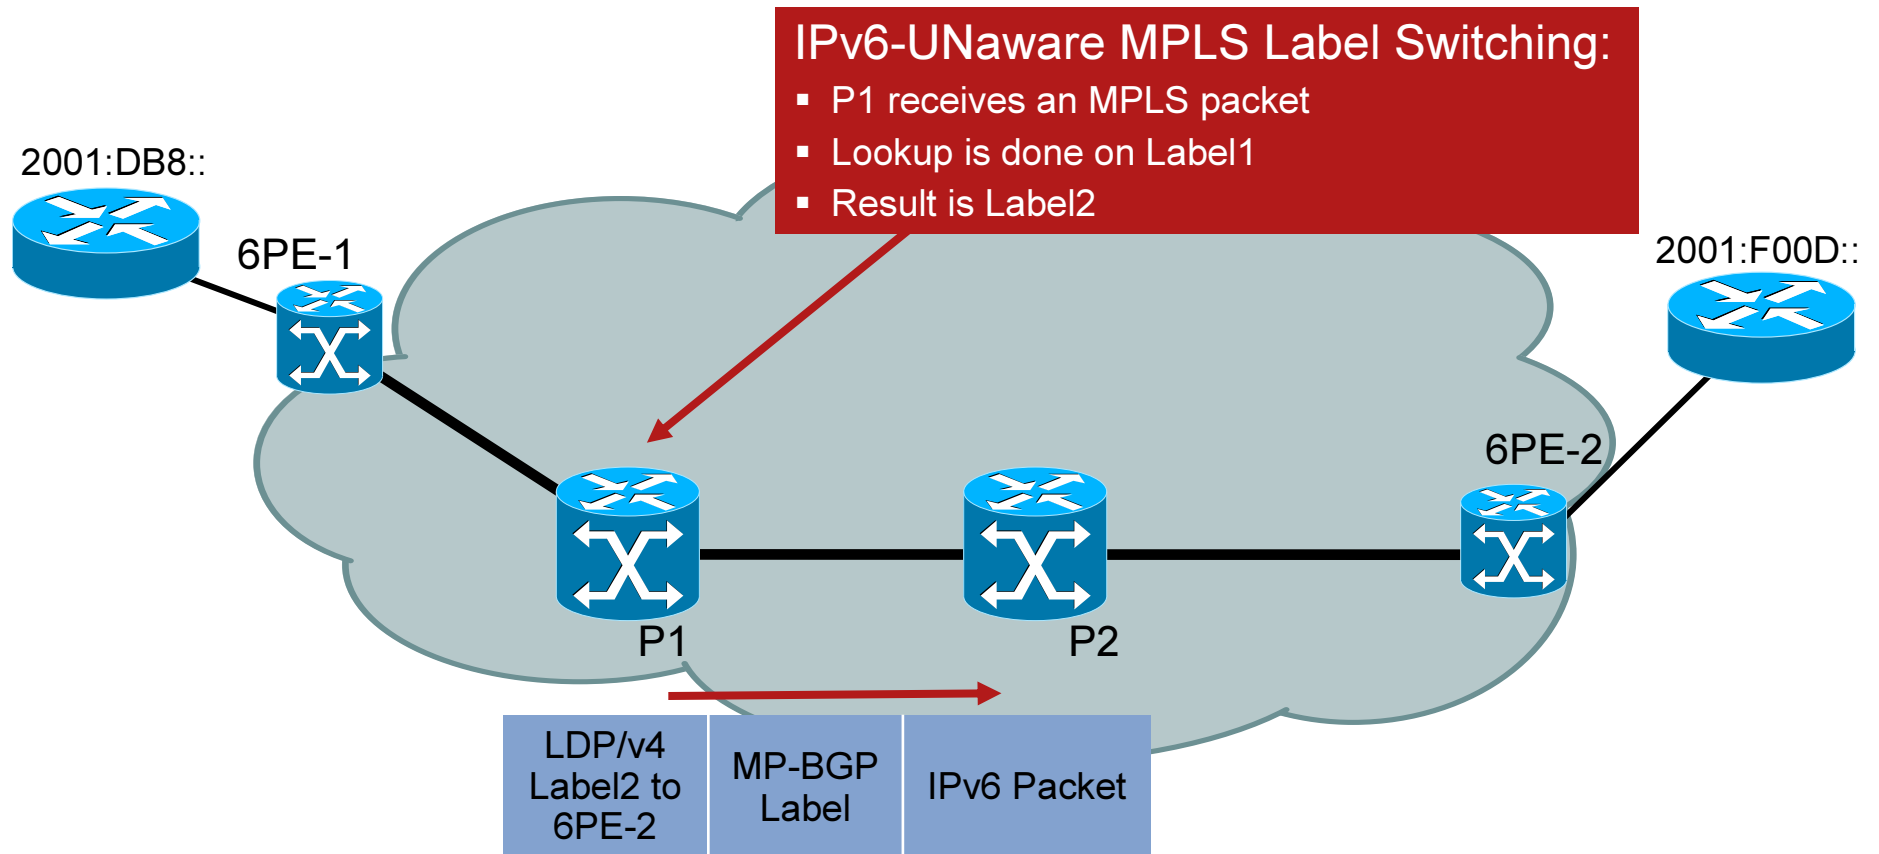 IPv6-UNaware MPLS Label Switching:
▪ P1 receives an MPLS packet
▪ Lookup is done on Label1
▪ Result is Label2
2001:DB8::
6PE-1
2001:F00D::
6PE-2
P1
P2
LDP/v4
Label2 to
6PE-2
MP-BGP
Label
IPv6 Packet